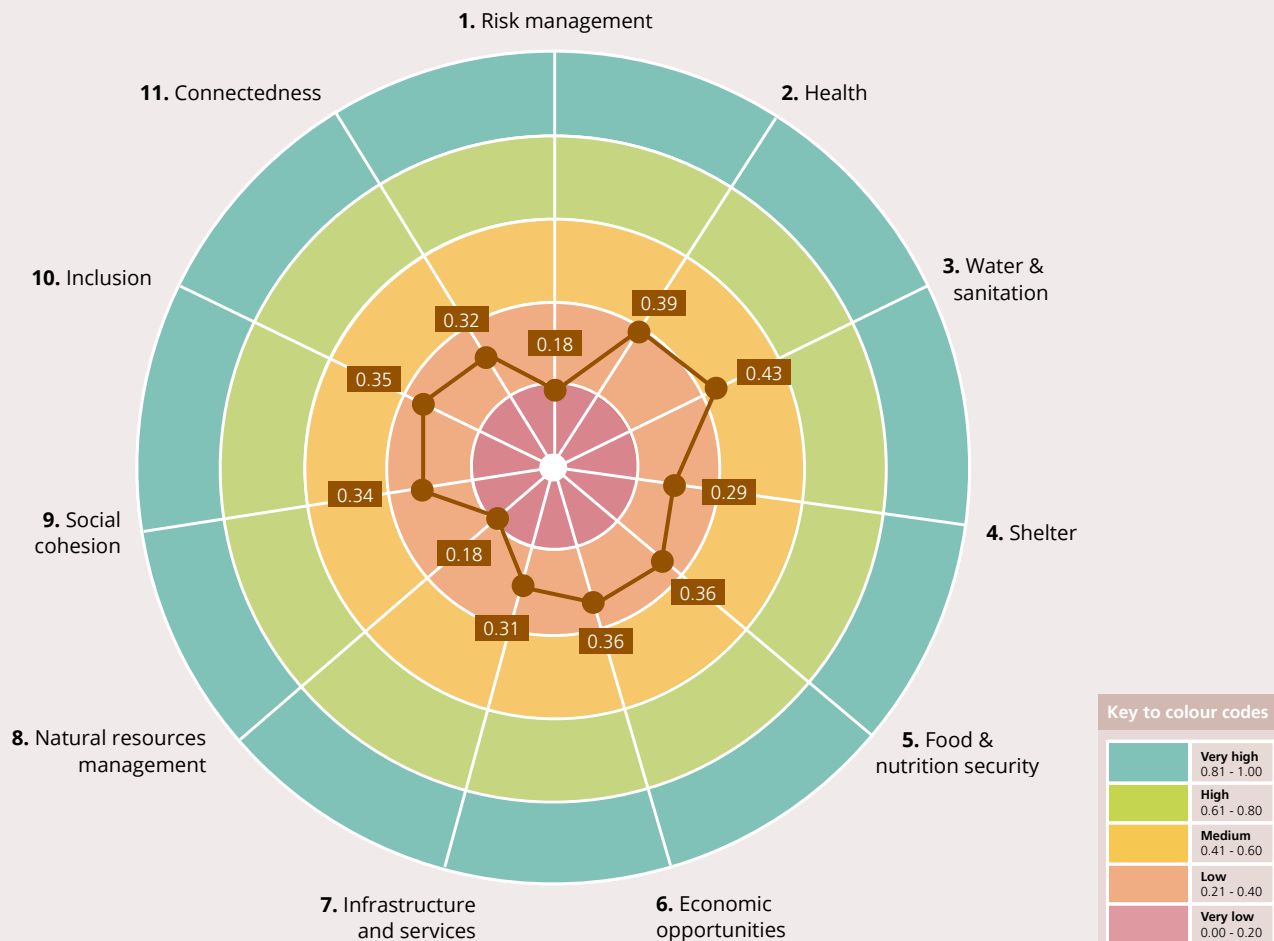 1. Risk management
11. Connectedness
2. Health
10. Inclusion
3. Water &
sanitation
0.32
0.18
0.39
0.35
0.43
0.34
0.29
0.18
0.36
0.31
0.36
9. Social
cohesion
4. Shelter
8. Natural resources
management
5. Food &
nutrition security
7. Infrastructure
and services
6. Economic
opportunities
Key to colour codes
Very high
0.81 - 1.00
High
0.61 - 0.80
Medium
0.41 - 0.60
Low
0.21 - 0.40
Very low
0.00 - 0.20